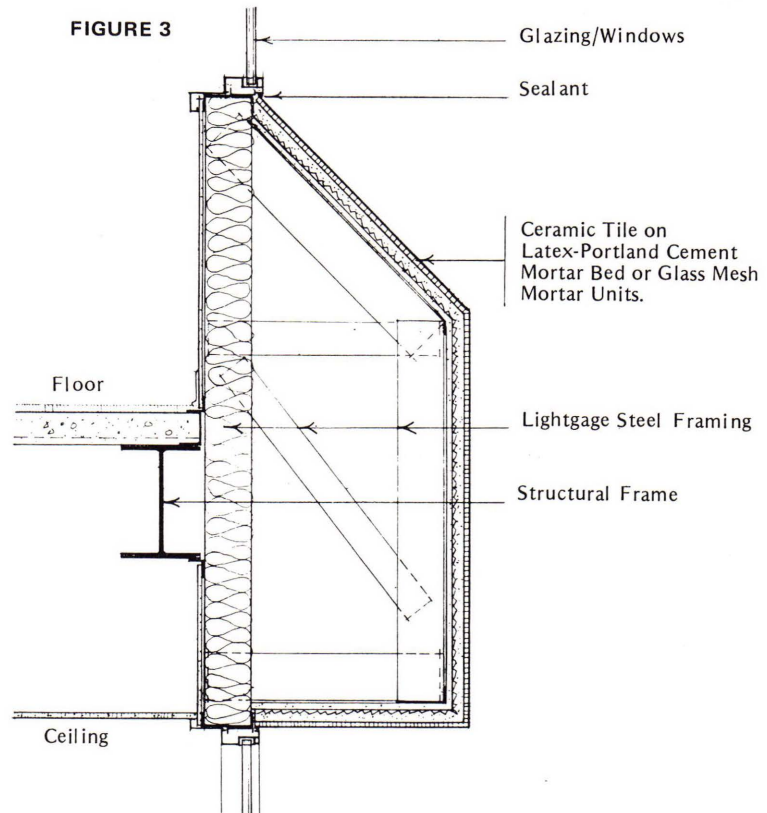 FIGURE 3
Glazing/Windows
Sealant
Ceramic Tile on
Latex-Portland Cement
Mortar Bed or Glass Mesh
Mortar Units.
Floor
Lightgage Steel Framing
Structural Frame
Ceiling